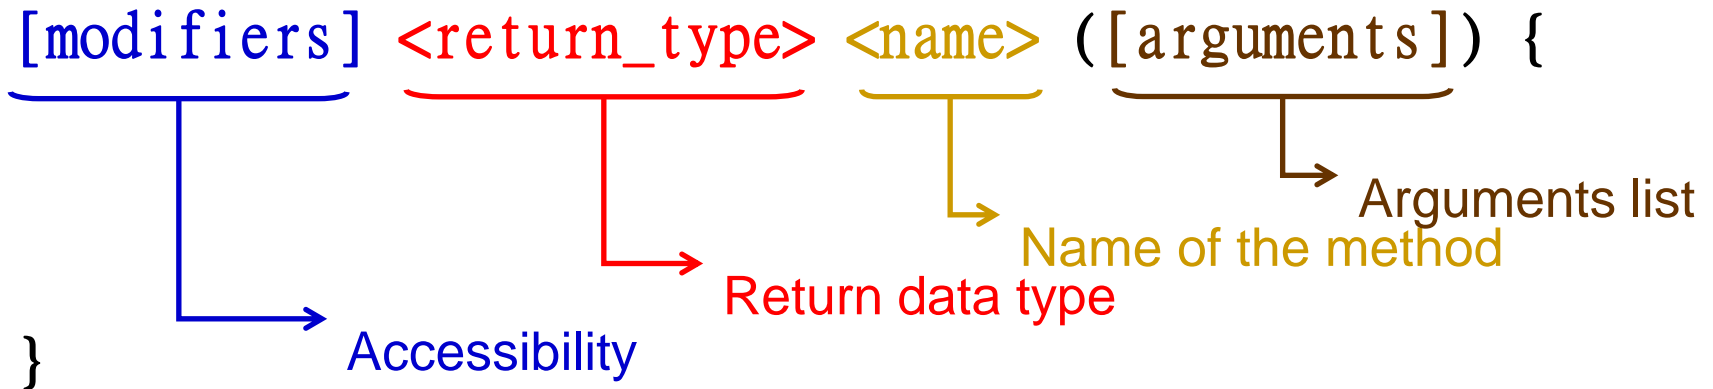 [modifiers] <return_type> <name> ([arguments]) {
Arguments list
Name of the method
Return data type
Accessibility
}